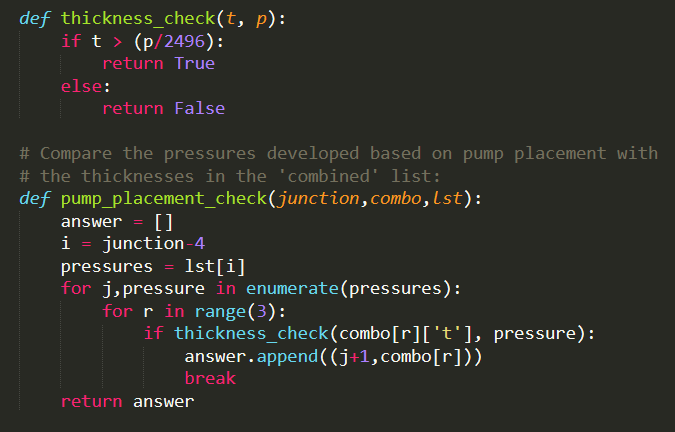 def thickness_check(t, p):
    if t > (p/2496):
        return True
    else:
        return False

# Compare the pressures developed based on pump placement with
# the thicknesses in the 'combined' list:
def pump_placement_check(junction,combo,lst):
    answer = []
    i = junction-4
    pressures = lst[i]
    for j,pressure in enumerate(pressures):
        for r in range(3):
            if thickness_check(combo[r]['t'], pressure):
                answer.append((j+1,combo[r]))
                break
    return answer